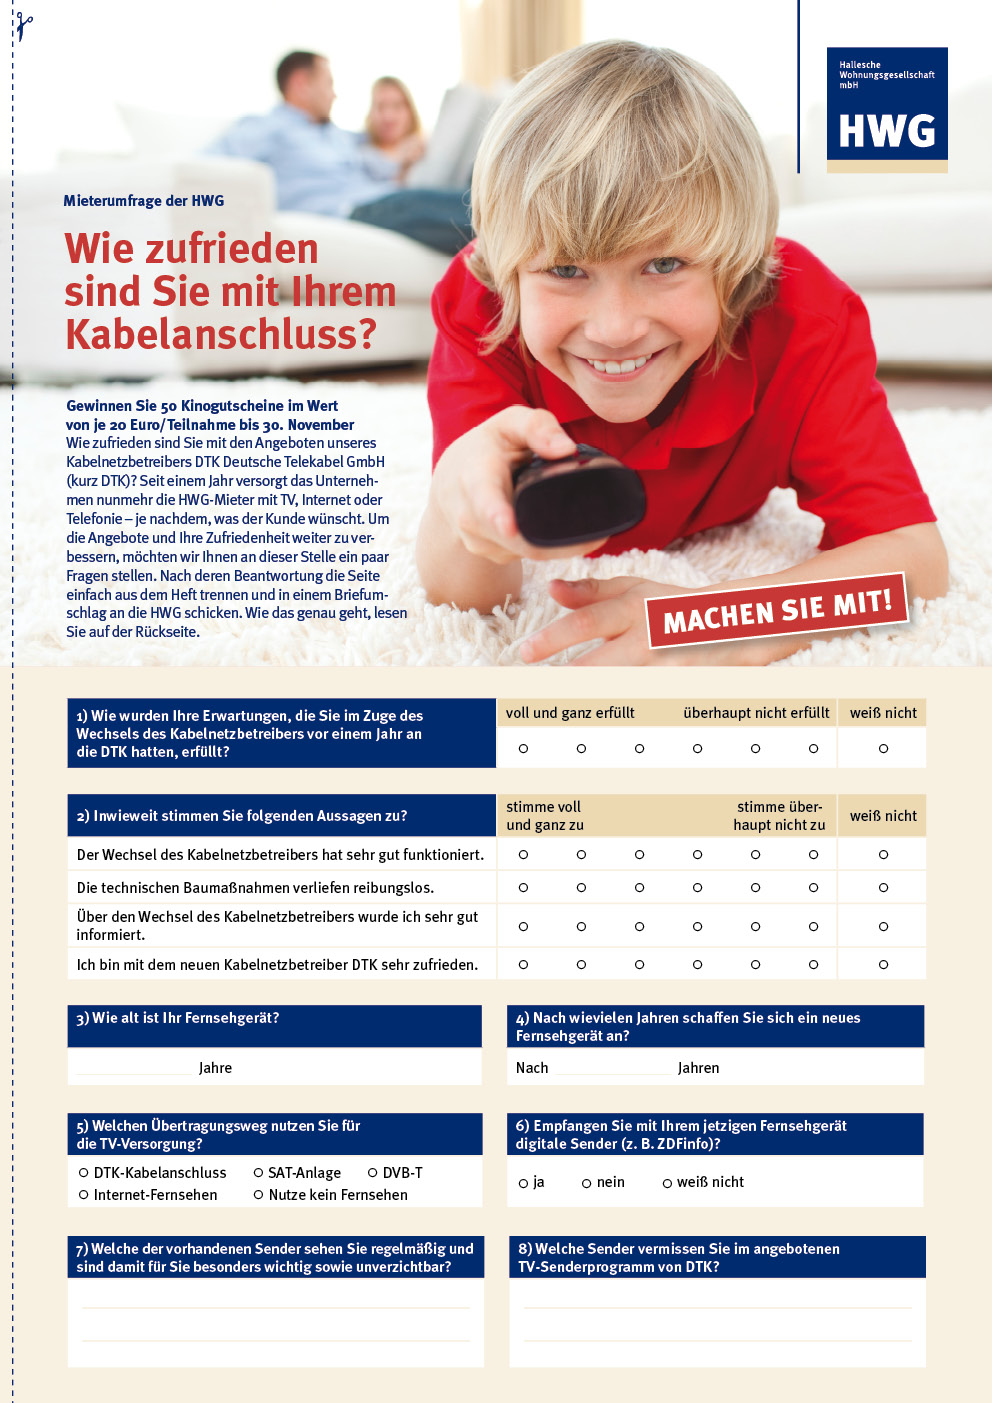 Hallesche
Wohnungsgesellschaft
mbH
HWG
Mieterumfrage der HWG
Wie zufrieden
sind Sie mit Ihrem
Kabelanschluss?
Gewinnen Sie 50 Kinogutscheine im Wert
von je 20 Euro/Teilnahme bis 30. November
Wie zufrieden sind Sie mit den Angeboten unseres
Kabelnetzbetreibers DTK Deutsche Telekabel GmbH
(kurz DTK)? Seit einem Jahr versorgt das Unterneh-
men nunmehr die HWG-Mieter mit TV, Internet oder
Telefonie – je nachdem, was der Kunde wünscht. Um
die Angebote und Ihre Zufriedenheit weiter zu ver-
bessern, möchten wir Ihnen an dieser Stelle ein paar
Fragen stellen. Nach deren Beantwortung die Seite
einfach aus dem Heft trennen und in einem Briefum-
schlag an die HWG schicken. Wie das genau geht, lesen
Sie auf der Rückseite.
MACHEN SIE MIT!
1) Wie wurden Ihre Erwartungen, die Sie im Zuge des
Wechsels des Kabelnetzbetreibers vor einem Jahr an
die DTK hatten, erfüllt?
voll und ganz erfüllt überhaupt nicht erfüllt weiß nicht
2) Inwieweit stimmen Sie folgenden Aussagen zu?
stimme voll
und ganz zu
stimme über-
haupt nicht zu
weiß nicht
Der Wechsel des Kabelnetzbetreibers hat sehr gut funktioniert.
Die technischen Baumaßnahmen verliefen reibungslos.
Über den Wechsel des Kabelnetzbetreibers wurde ich sehr gut
informiert.
Ich bin mit dem neuen Kabelnetzbetreiber DTK sehr zufrieden.
3) Wie alt ist Ihr Fernsehgerät?
Jahre
4) Nach wievielen Jahren schaffen Sie sich ein neues
Fernsehgerät an?
Nach Jahren
5) Welchen Übertragungsweg nutzen Sie für
die TV-Versorgung?
DTK-Kabelanschluss SAT-Anlage DVB-T
Internet-Fernsehen Nutze kein Fernsehen
6) Empfangen Sie mit Ihrem jetzigen Fernsehgerät
digitale Sender (z. B. ZDFinfo)?
ja nein weiß nicht
7) Welche der vorhandenen Sender sehen Sie regelmäßig und
sind damit für Sie besonders wichtig sowie unverzichtbar?
8) Welche Sender vermissen Sie im angebotenen
TV-Senderprogramm von DTK?